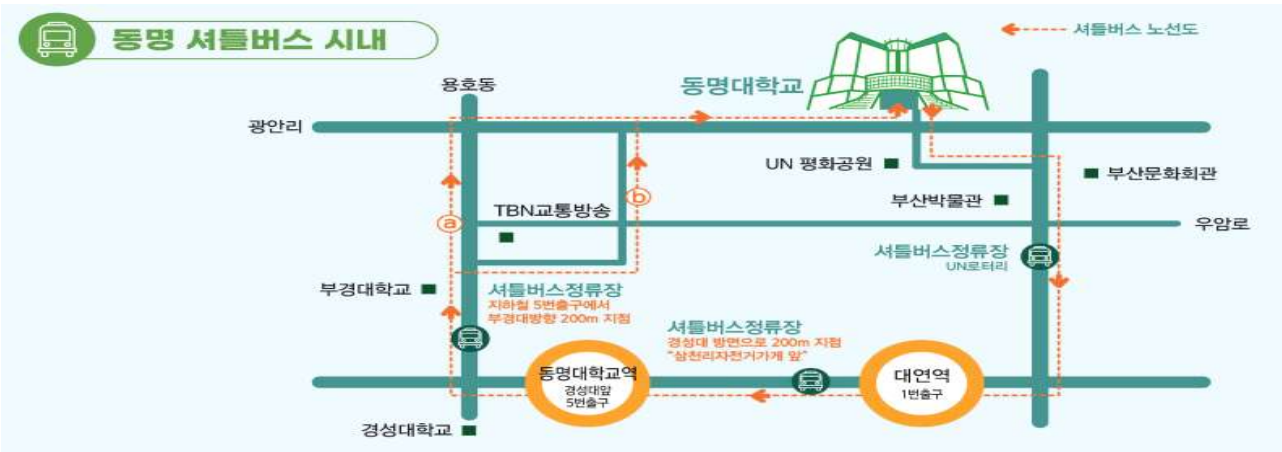 동명 셔틀버스 시내
셔틀버스 노선도
용호동
동명대학교
광안리
UN 평화공원
부산문화회관
부산박물관
ⓑ
TBN교통방송
ⓐ
우암로
셔틀버스정류장
UN로터리
부경대학교
셔틀버스정류장
지하철 5번출구에서
부경대방향 200m 지점
셔틀버스정류장
경성대 방면으로 200m 지점
"삼천리자전거가게 앞"
동명대학교역
경성대앞
5번출구
대연역
1번출구
경성대학교